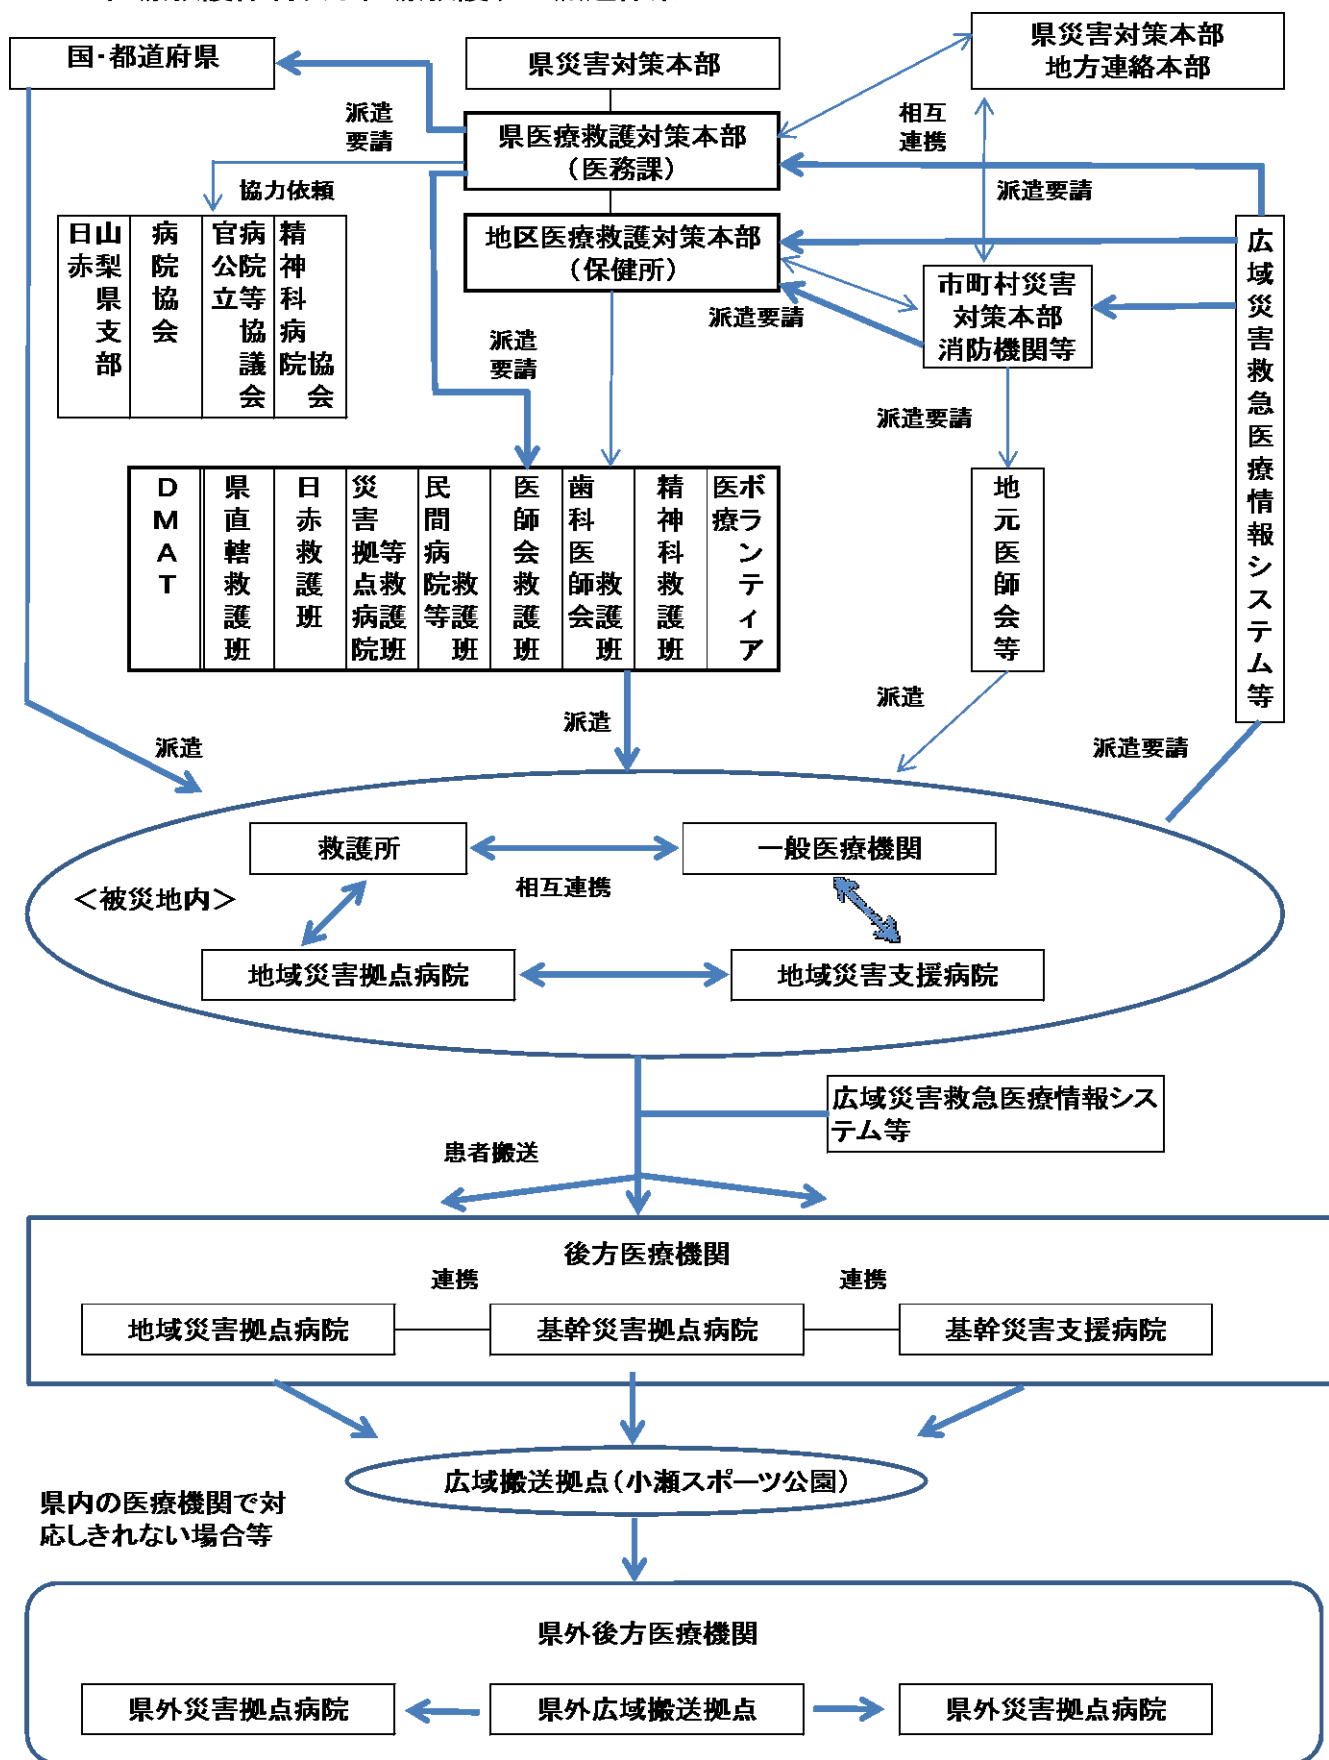 国・都道府県
県災害対策本部
県災害対策本部
地方連絡本部
派遣
要請
県医療救護対策本部
(医務課)
相互
連携
協力依頼
派遣要請
日赤山梨県支部
病院協会
官公立病院等協議会
精神科病院協会
地区医療救護対策本部
(保健所)
派遣要請
市町村災害
対策本部
消防機関等
広域災害救急医療情報システム等
派遣
要請
派遣要請
DMAT
県直轄救護班
日赤救護班
災害拠点病院等救護班
民間病院等救護班
医師会救護班
歯科医師会救護班
精神科救護班
医療ボランティア
地元医師会等
派遣
派遣
派遣
派遣要請
救護所
一般医療機関
<被災地内>
相互連携
地域災害拠点病院
地域災害支援病院
広域災害救急医療情報シス
テム等
患者搬送
後方医療機関
連携
連携
地域災害拠点病院
基幹災害拠点病院
基幹災害支援病院
広域搬送拠点(小瀬スポーツ公園)
県内の医療機関で対
応しきれない場合等
県外後方医療機関
県外災害拠点病院
県外広域搬送拠点
県外災害拠点病院